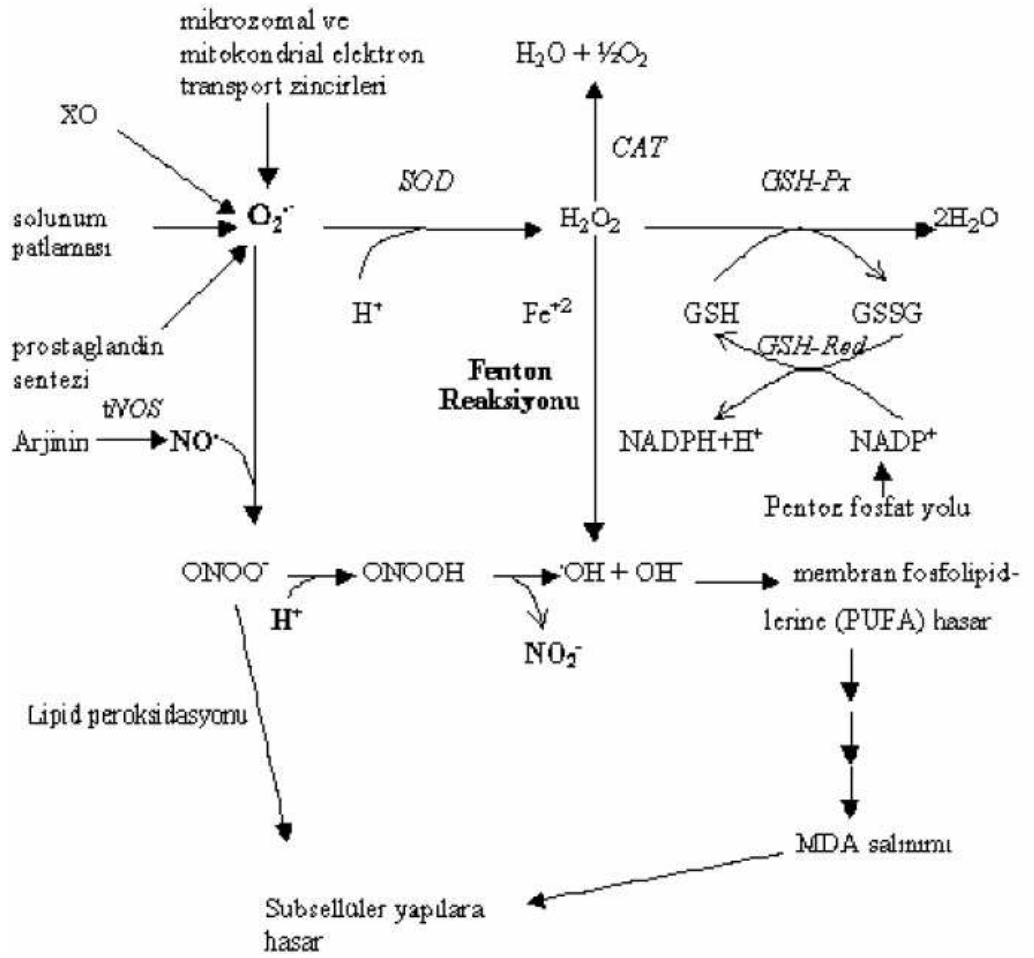 mikrozomal ve
mitokondrial elektron
transport zincirleri
H₂O + ½O₂
XO
CAT
SOD
GSH-Px
solunum
patlaması
O₂˙⁻
H₂O₂
2H₂O
H⁺
Fe⁺²
GSH
GSSG
GSH-Red
prostaglandin
sentezi
Fenton
Reaksiyonu
iNOS
Arjinin
NO˙
NADPH+H⁺
NADP⁺
Pentoz fosfat yolu
ONOO⁻
ONOOH
˙OH + OH⁻
membran fosfolipid-
lerine (PUFA) hasar
H⁺
NO₂⁻
Lipid peroksidasyonu
MDA salınımı
Subsellüler yapılara
hasar